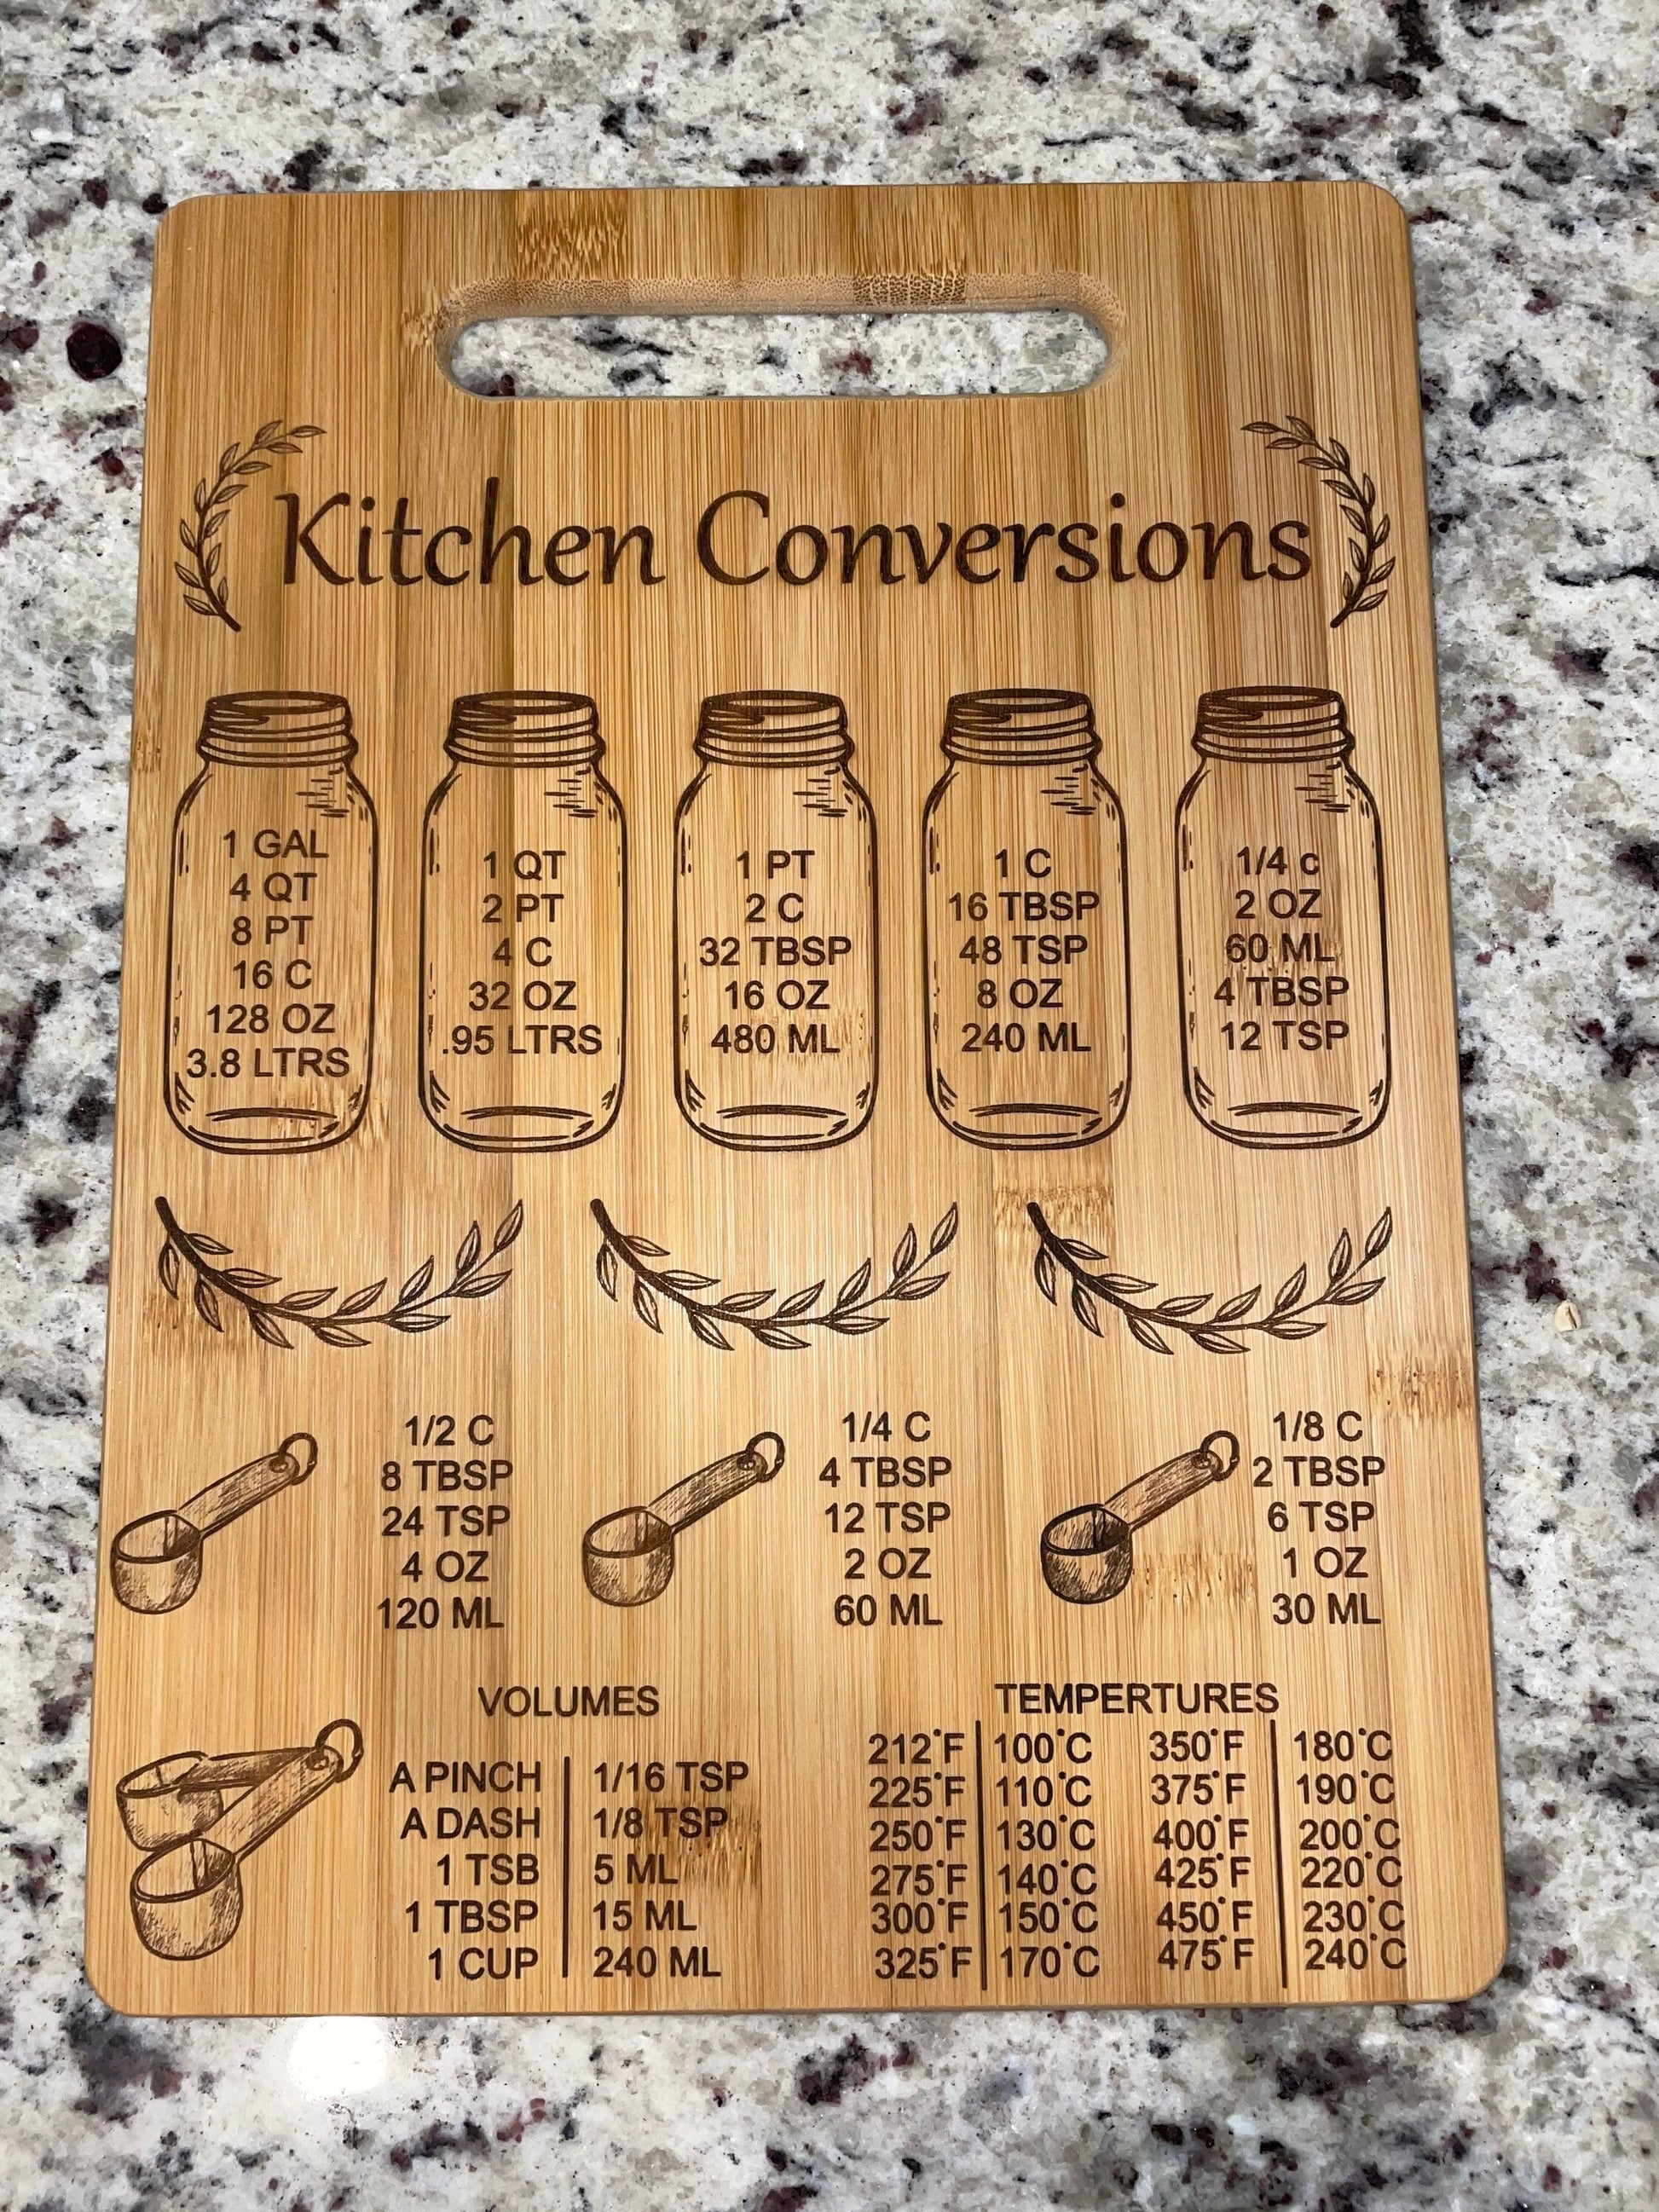 Kitchen Conversions
1 GAL
4 QT
8 PT
16 C
128 OZ
3.8 LTRS
1 QT
2 PT
4 C
32 OZ
.95 LTRS
1 PT
2 C
32 TBSP
16 OZ
480 ML
1 C
16 TBSP
48 TSP
8 OZ
240 ML
1/4 c
2 OZ
60 ML
4 TBSP
12 TSP
1/2 C
8 TBSP
24 TSP
4 OZ
120 ML
1/4 C
4 TBSP
12 TSP
2 OZ
60 ML
1/8 C
2 TBSP
6 TSP
1 OZ
30 ML
VOLUMES
A PINCH 1/16 TSP
A DASH 1/8 TSP
1 TSB 5 ML
1 TBSP 15 ML
1 CUP 240 ML
TEMPERTURES
212°F 100°C 350°F 180°C
225°F 110°C 375°F 190°C
250°F 130°C 400°F 200°C
275°F 140°C 425°F 220°C
300°F 150°C 450°F 230°C
325°F 170°C 475°F 240°C